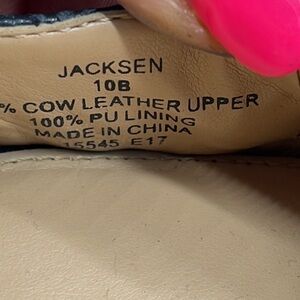 JACKSEN
10B
% COW LEATHER UPPER
100% PU LINING
MADE IN CHINA
15545 E17